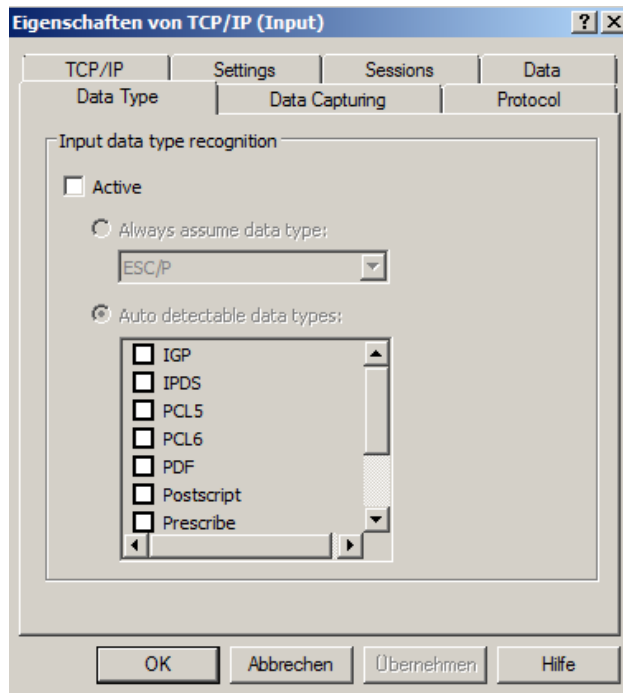 Eigenschaften von TCP/IP (Input)
TCP/IP Settings Sessions Data
Data Type Data Capturing Protocol
Input data type recognition
Active
Always assume data type:
ESC/P
Auto detectable data types:
IGP
IPDS
PCL5
PCL6
PDF
Postscript
Prescribe
OK Abbrechen Übernehmen Hilfe